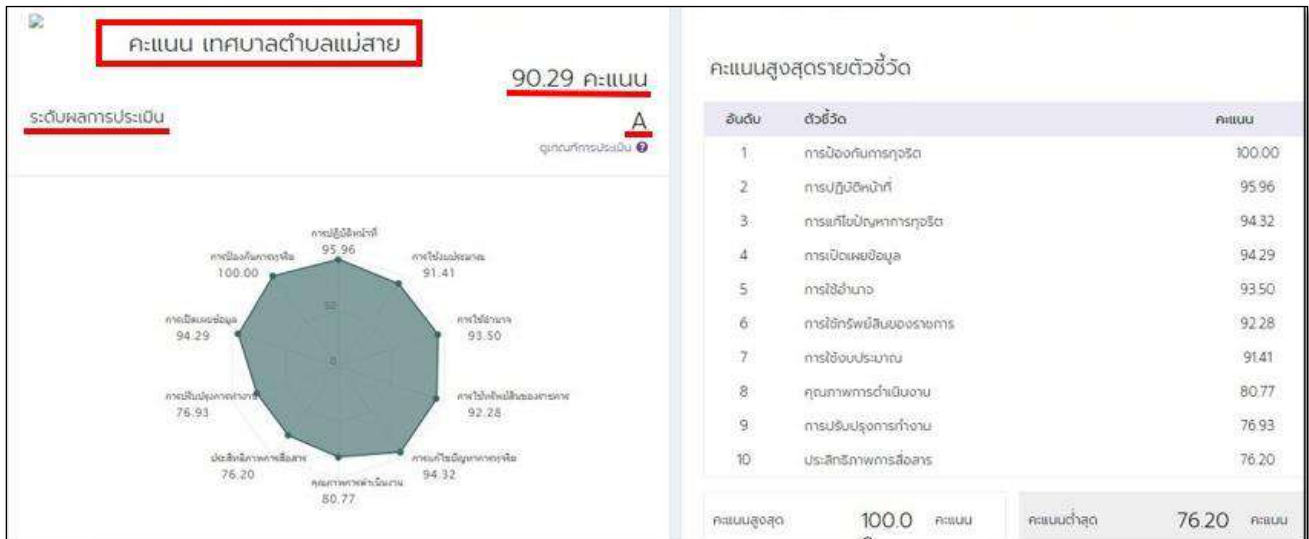 คะแนน เทศบาลตำบลแม่สาย
90.29 คะแนน
ระดับผลการประเมิน
A
ดูเกณฑ์การประเมิน
การปฏิบัติหน้าที่
95.96
การป้องกันการทุจริต
100.00
การใช้งบประมาณ
91.41
50
การเปิดเผยข้อมูล
94.29
การใช้อำนาจ
93.50
0
การปรับปรุงการทำงาน
76.93
การใช้ทรัพย์สินของราชการ
92.28
ประสิทธิภาพการสื่อสาร
76.20
การแก้ไขปัญหาการทุจริต
94.32
คุณภาพการดำเนินงาน
80.77
คะแนนสูงสุดรายตัวชี้วัด
อันดับ ตัวชี้วัด คะแนน
1 การป้องกันการทุจริต 100.00
2 การปฏิบัติหน้าที่ 95.96
3 การแก้ไขปัญหาการทุจริต 94.32
4 การเปิดเผยข้อมูล 94.29
5 การใช้อำนาจ 93.50
6 การใช้ทรัพย์สินของราชการ 92.28
7 การใช้งบประมาณ 91.41
8 คุณภาพการดำเนินงาน 80.77
9 การปรับปรุงการทำงาน 76.93
10 ประสิทธิภาพการสื่อสาร 76.20
คะแนนสูงสุด 100.0 คะแนน
คะแนนต่ำสุด 76.20 คะแนน